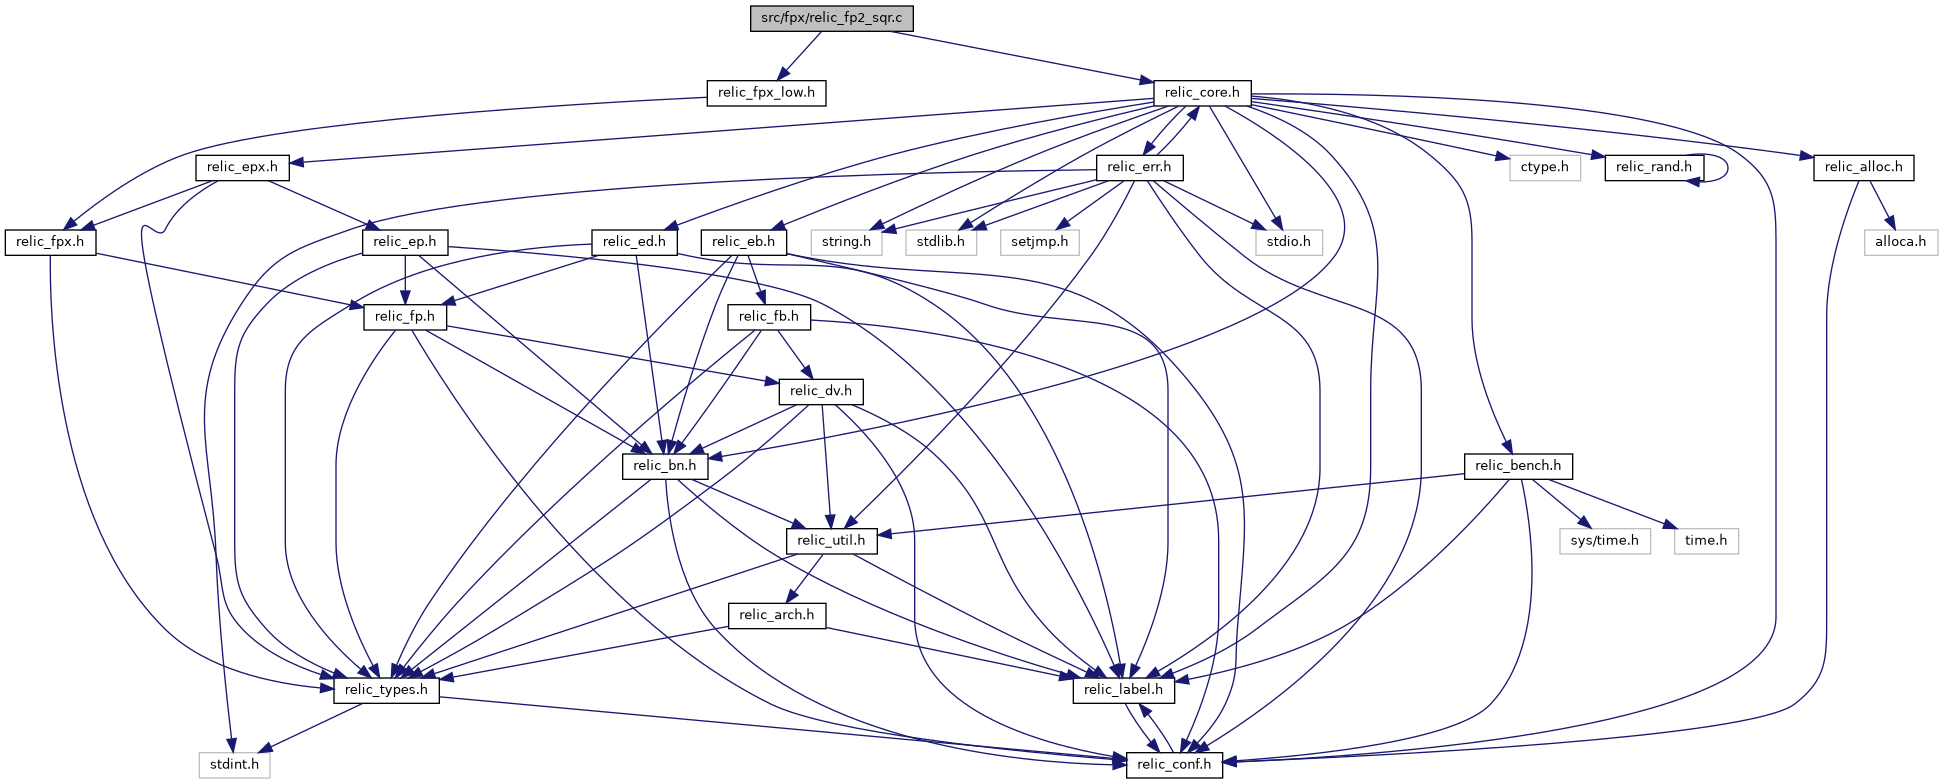 src/fpx/relic_fp2_sqr.c
relic_fpx_low.h
relic_core.h
relic_epx.h
relic_err.h
ctype.h
relic_rand.h
relic_alloc.h
relic_fpx.h
relic_ep.h
relic_ed.h
relic_eb.h
string.h
stdlib.h
setjmp.h
stdio.h
alloca.h
relic_fp.h
relic_fb.h
relic_dv.h
relic_bn.h
relic_bench.h
relic_util.h
sys/time.h
time.h
relic_arch.h
relic_types.h
relic_label.h
stdint.h
relic_conf.h